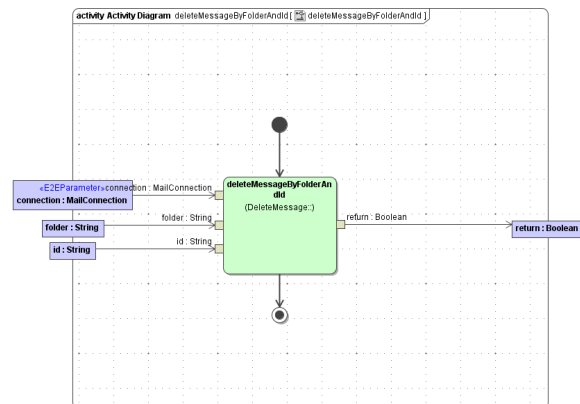 activity Activity Diagram deleteMessageByFolderAndId [ deleteMessageByFolderAndId ]
«E2EParameter»
connection : MailConnection
connection : MailConnection
deleteMessageByFolderAn
dId
(DeleteMessage::)
folder : String
folder : String
return : Boolean
return : Boolean
id : String
id : String